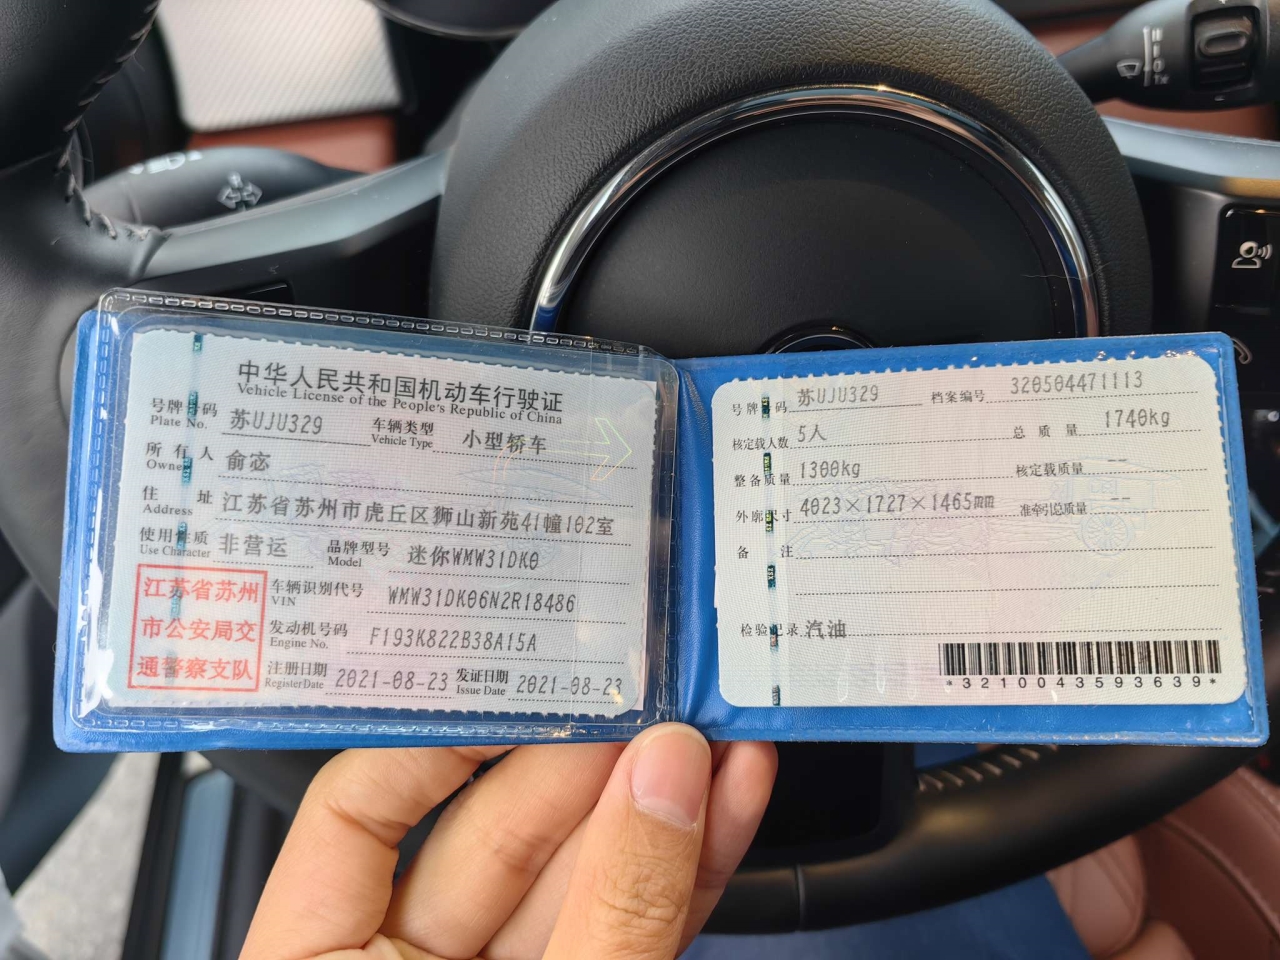 中华人民共和国机动车行驶证
Vehicle License of the People's Republic of China
号牌号码 苏UJU329 车辆类型 小型轿车
Plate No. Vehicle Type
所有人 俞宓
Owner
住址 江苏省苏州市虎丘区狮山新苑41幢102室
Address
使用性质 非营运 品牌型号 迷你WMW31DK0
Use Character Model
江苏省苏州
市公安局交
通警察支队
车辆识别代号 WMW31DK06N2R18486
VIN
发动机号码 F193K822B38A15A
Engine No.
注册日期 2021-08-23 发证日期 2021-08-23
Register Date Issue Date
号牌号码 苏UJU329 档案编号 320504471113
核定载人数 5人 总质量 1740kg
整备质量 1300kg 核定载质量 --
外廓尺寸 4023×1727×1465mm 准牵引总质量 --
备注
检验记录 汽油
*3210043593639*